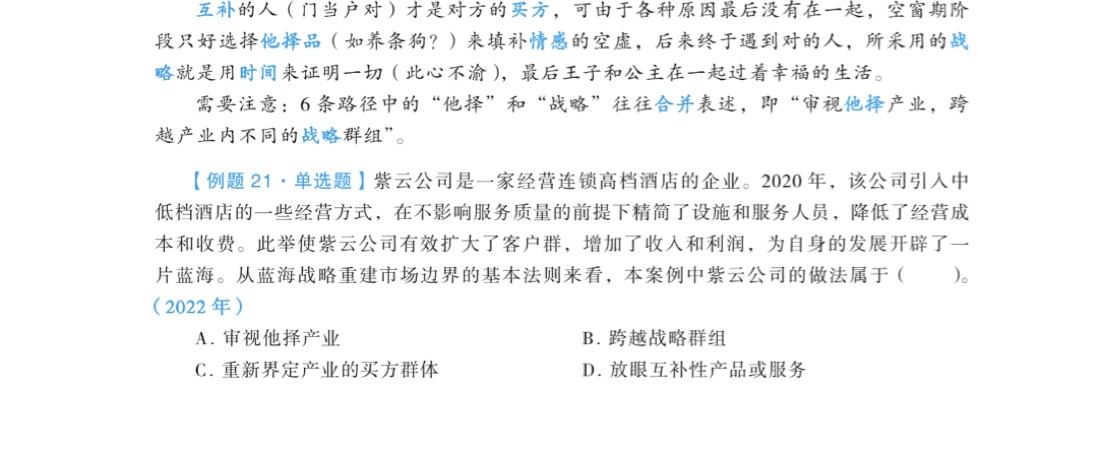 互补的人（门当户对）才是对方的买方，可由于各种原因最后没有在一起，空窗期阶
段只好选择他择品（如养条狗？）来填补情感的空虚，后来终于遇到对的人，所采用的战
略就是用时间来证明一切（此心不渝），最后王子和公主在一起过着幸福的生活。
需要注意：6 条路径中的“他择”和“战略”往往合并表述，即“审视他择产业，跨
越产业内不同的战略群组”。
【例题 21·单选题】紫云公司是一家经营连锁高档酒店的企业。2020 年，该公司引入中
低档酒店的一些经营方式，在不影响服务质量的前提下精简了设施和服务人员，降低了经营成
本和收费。此举使紫云公司有效扩大了客户群，增加了收入和利润，为自身的发展开辟了一
片蓝海。从蓝海战略重建市场边界的基本法则来看，本案例中紫云公司的做法属于（　　）。
（2022 年）
A. 审视他择产业　　B. 跨越战略群组
C. 重新界定产业的买方群体　　D. 放眼互补性产品或服务